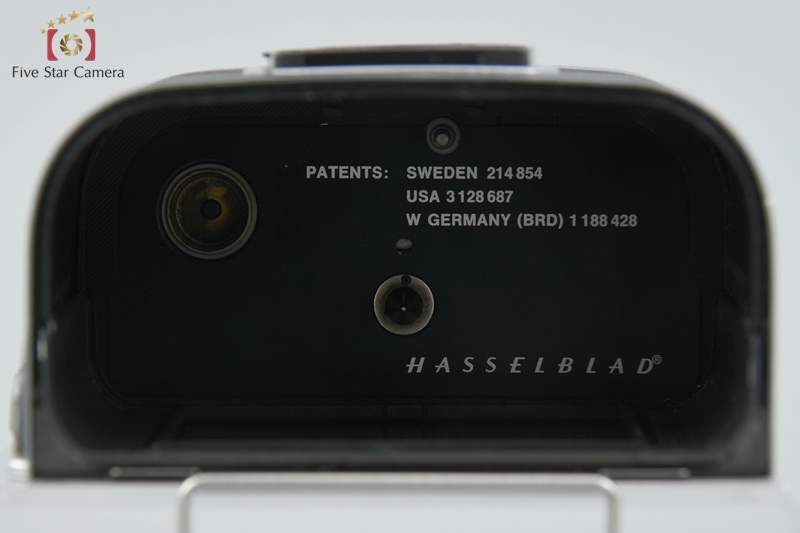 Five Star Camera
PATENTS: SWEDEN 214 854
USA 3 128 687
W GERMANY (BRD) 1 188 428
HASSELBLAD®